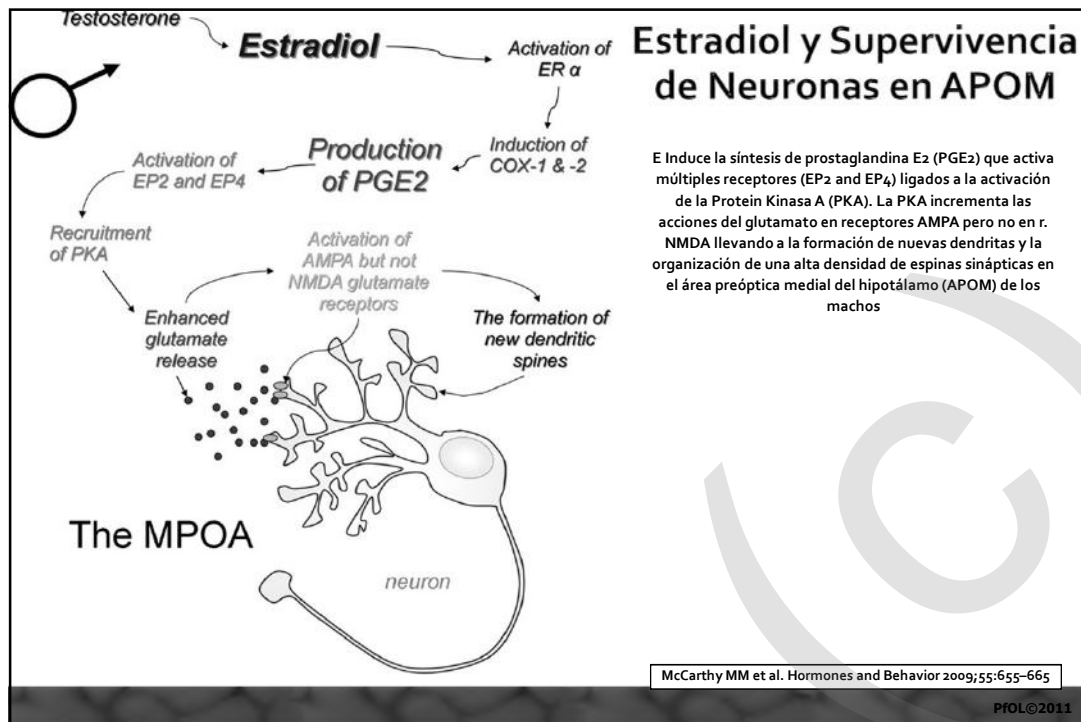 Testosterone
Estradiol
Activation of
ER α
Induction of
COX-1 & -2
Production
of PGE2
Activation of
EP2 and EP4
Recruitment
of PKA
Enhanced
glutamate
release
Activation of
AMPA but not
NMDA glutamate
receptors
The formation of
new dendritic
spines
The MPOA
neuron
Estradiol y Supervivencia
de Neuronas en APOM
E Induce la síntesis de prostaglandina E2 (PGE2) que activa
múltiples receptores (EP2 and EP4) ligados a la activación
de la Protein Kinasa A (PKA). La PKA incrementa las
acciones del glutamato en receptores AMPA pero no en r.
NMDA llevando a la formación de nuevas dendritas y la
organización de una alta densidad de espinas sinápticas en
el área preóptica medial del hipotálamo (APOM) de los
machos
McCarthy MM et al. Hormones and Behavior 2009;55:655–665
PfOL©2011